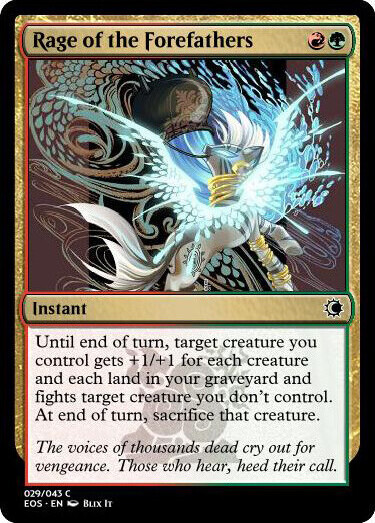 Rage of the Forefathers
Instant
Until end of turn, target creature you
control gets +1/+1 for each creature
and each land in your graveyard and
fights target creature you don't control.
At end of turn, sacrifice that creature.
The voices of thousands dead cry out for
vengeance. Those who hear, heed their call.
029/043 C
EOS • EN Blix It